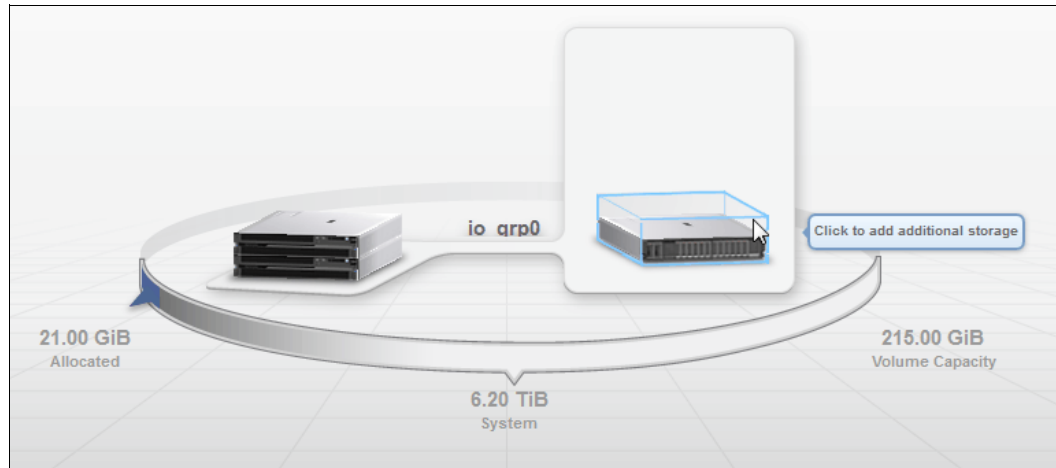 io_grp0
Click to add additional storage
21.00 GiB
Allocated
215.00 GiB
Volume Capacity
6.20 TiB
System